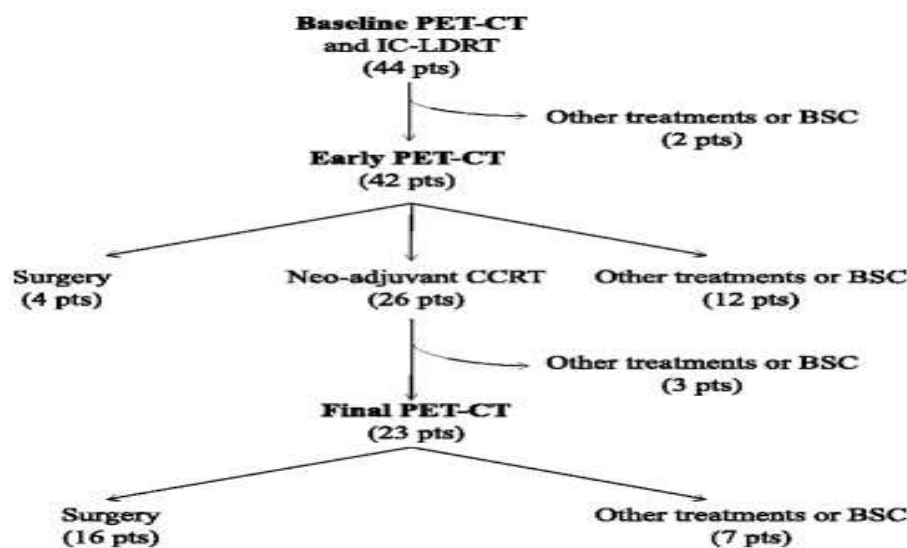 Baseline PET-CT
and IC-LDRT
(44 pts)
Other treatments or BSC
(2 pts)
Early PET-CT
(42 pts)
Surgery
(4 pts)
Neo-adjuvant CCRT
(26 pts)
Other treatments or BSC
(12 pts)
Other treatments or BSC
(3 pts)
Final PET-CT
(23 pts)
Surgery
(16 pts)
Other treatments or BSC
(7 pts)